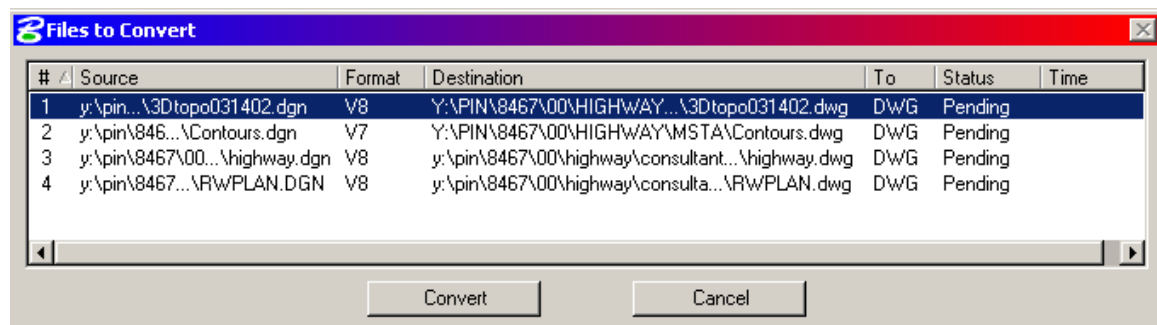 Files to Convert
# Source Format Destination To Status Time
1 y:\pin...\3Dtopo031402.dgn V8 Y:\PIN\8467\00\HIGHWAY...\3Dtopo031402.dwg DWG Pending
2 y:\pin\846...\Contours.dgn V7 Y:\PIN\8467\00\HIGHWAY\MSTA\Contours.dwg DWG Pending
3 y:\pin\8467\00...\highway.dgn V8 y:\pin\8467\00\highway\consultant...\highway.dwg DWG Pending
4 y:\pin\8467...\RWPLAN.DGN V8 y:\pin\8467\00\highway\consulta...\RWPLAN.dwg DWG Pending
Convert Cancel